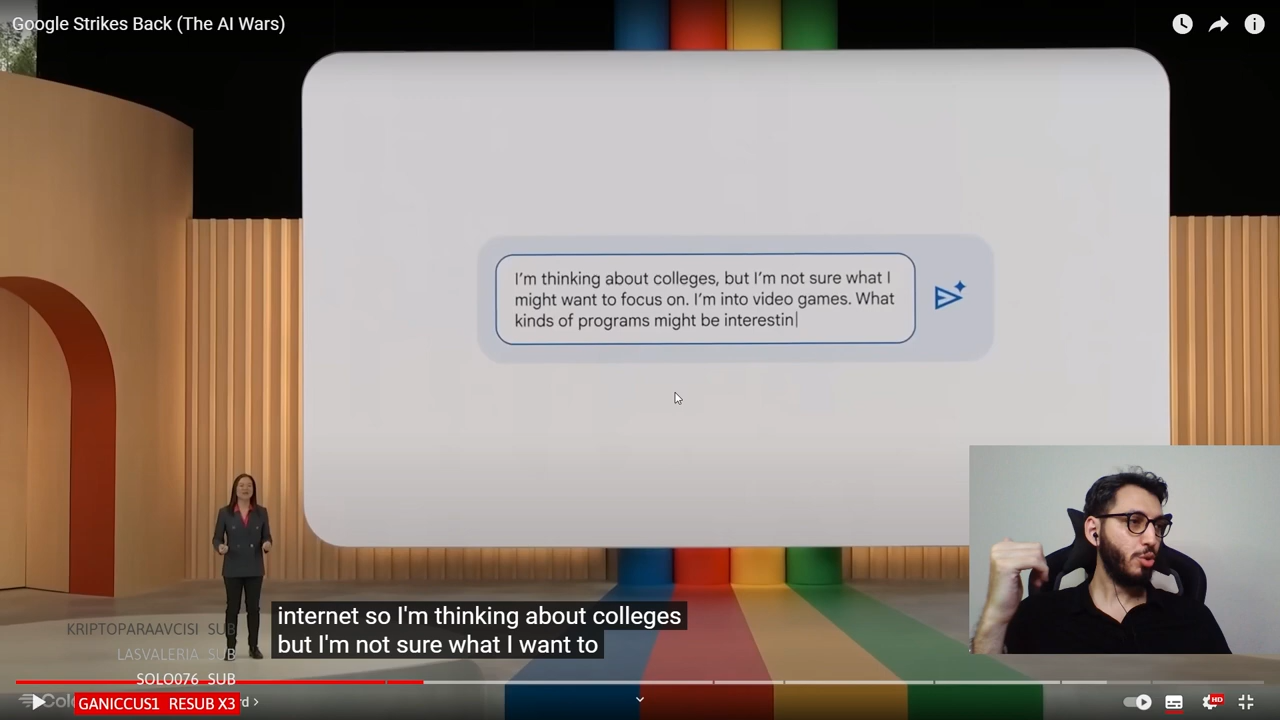 Google Strikes Back (The AI Wars)
I'm thinking about colleges, but I'm not sure what I
might want to focus on. I'm into video games. What
kinds of programs might be interestin
internet so I'm thinking about colleges
but I'm not sure what I want to
KRIPTOPARAAVCISI SUB
LASVALERIA SUB
SOLO076 SUB
GANICCUS1 RESUB X3
HD